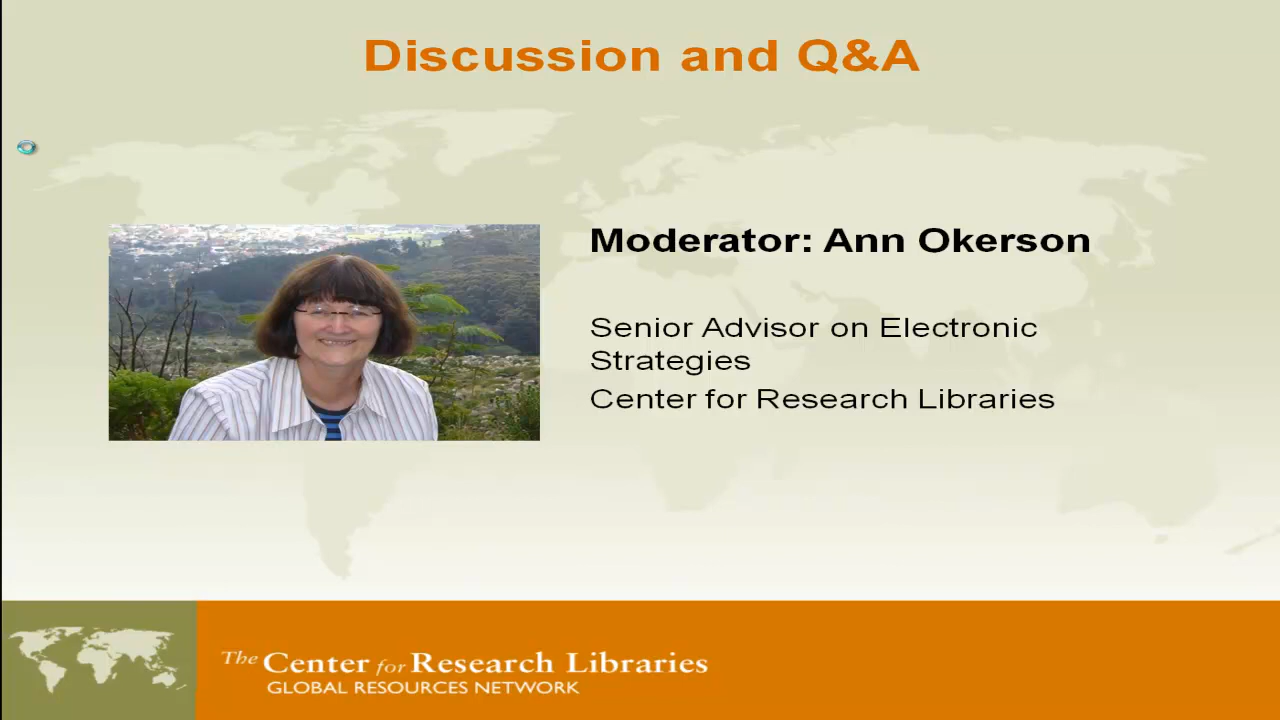 Discussion and Q&A
Moderator: Ann Okerson
Senior Advisor on Electronic
Strategies
Center for Research Libraries
The Center for Research Libraries
GLOBAL RESOURCES NETWORK